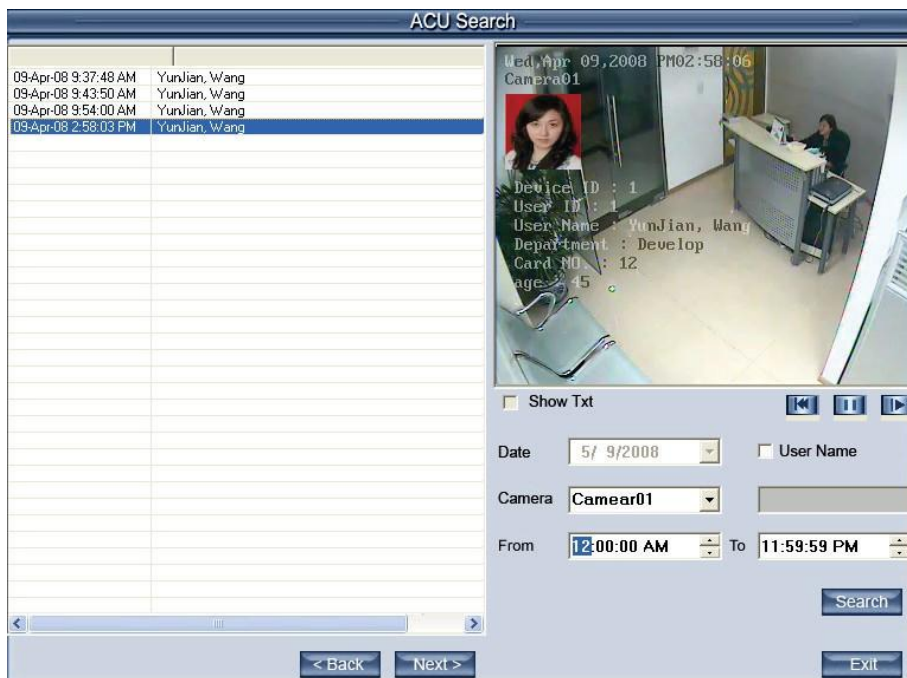 ACU Search
09-Apr-08 9:37:48 AM YunJian, Wang
09-Apr-08 9:43:50 AM YunJian, Wang
09-Apr-08 9:54:00 AM YunJian, Wang
09-Apr-08 2:58:03 PM YunJian, Wang
Wed,Apr 09,2008 PM02:58:06
Camera01
Device ID : 1
User ID : 1
User Name : YunJian, Wang
Department : Develop
Card NO. : 12
age : 45
Show Txt
Date 5/ 9/2008 User Name
Camera Camear01
From 12:00:00 AM To 11:59:59 PM
Search
< Back Next > Exit